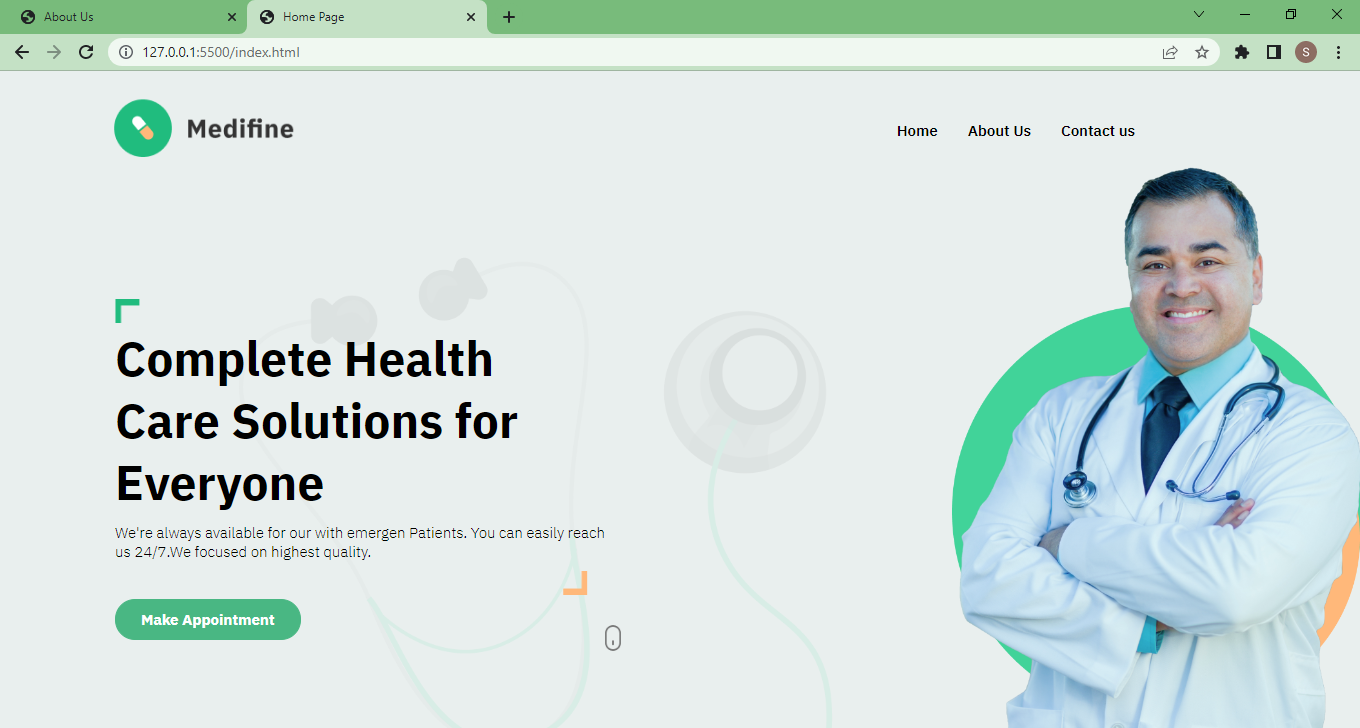 About Us
Home Page
127.0.0.1:5500/index.html
S
Medifine
Home About Us Contact us
Complete Health
Care Solutions for
Everyone
We're always available for our with emergen Patients. You can easily reach
us 24/7.We focused on highest quality.
Make Appointment